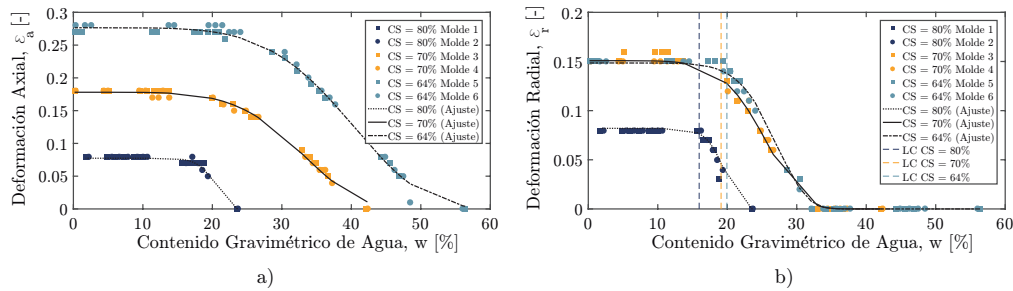 0.3
0.25
0.2
0.15
0.1
0.05
0
Deformación Axial, ε_a [-]
CS = 80% Molde 1
CS = 80% Molde 2
CS = 70% Molde 3
CS = 70% Molde 4
CS = 64% Molde 5
CS = 64% Molde 6
CS = 80% (Ajuste)
CS = 70% (Ajuste)
CS = 64% (Ajuste)
0 10 20 30 40 50 60
Contenido Gravimétrico de Agua, w [%]
a)
0.2
0.15
0.1
0.05
0
Deformación Radial, ε_r [-]
CS = 80% Molde 1
CS = 80% Molde 2
CS = 70% Molde 3
CS = 70% Molde 4
CS = 64% Molde 5
CS = 64% Molde 6
CS = 80% (Ajuste)
CS = 70% (Ajuste)
CS = 64% (Ajuste)
LC CS = 80%
LC CS = 70%
LC CS = 64%
0 10 20 30 40 50 60
Contenido Gravimétrico de Agua, w [%]
b)